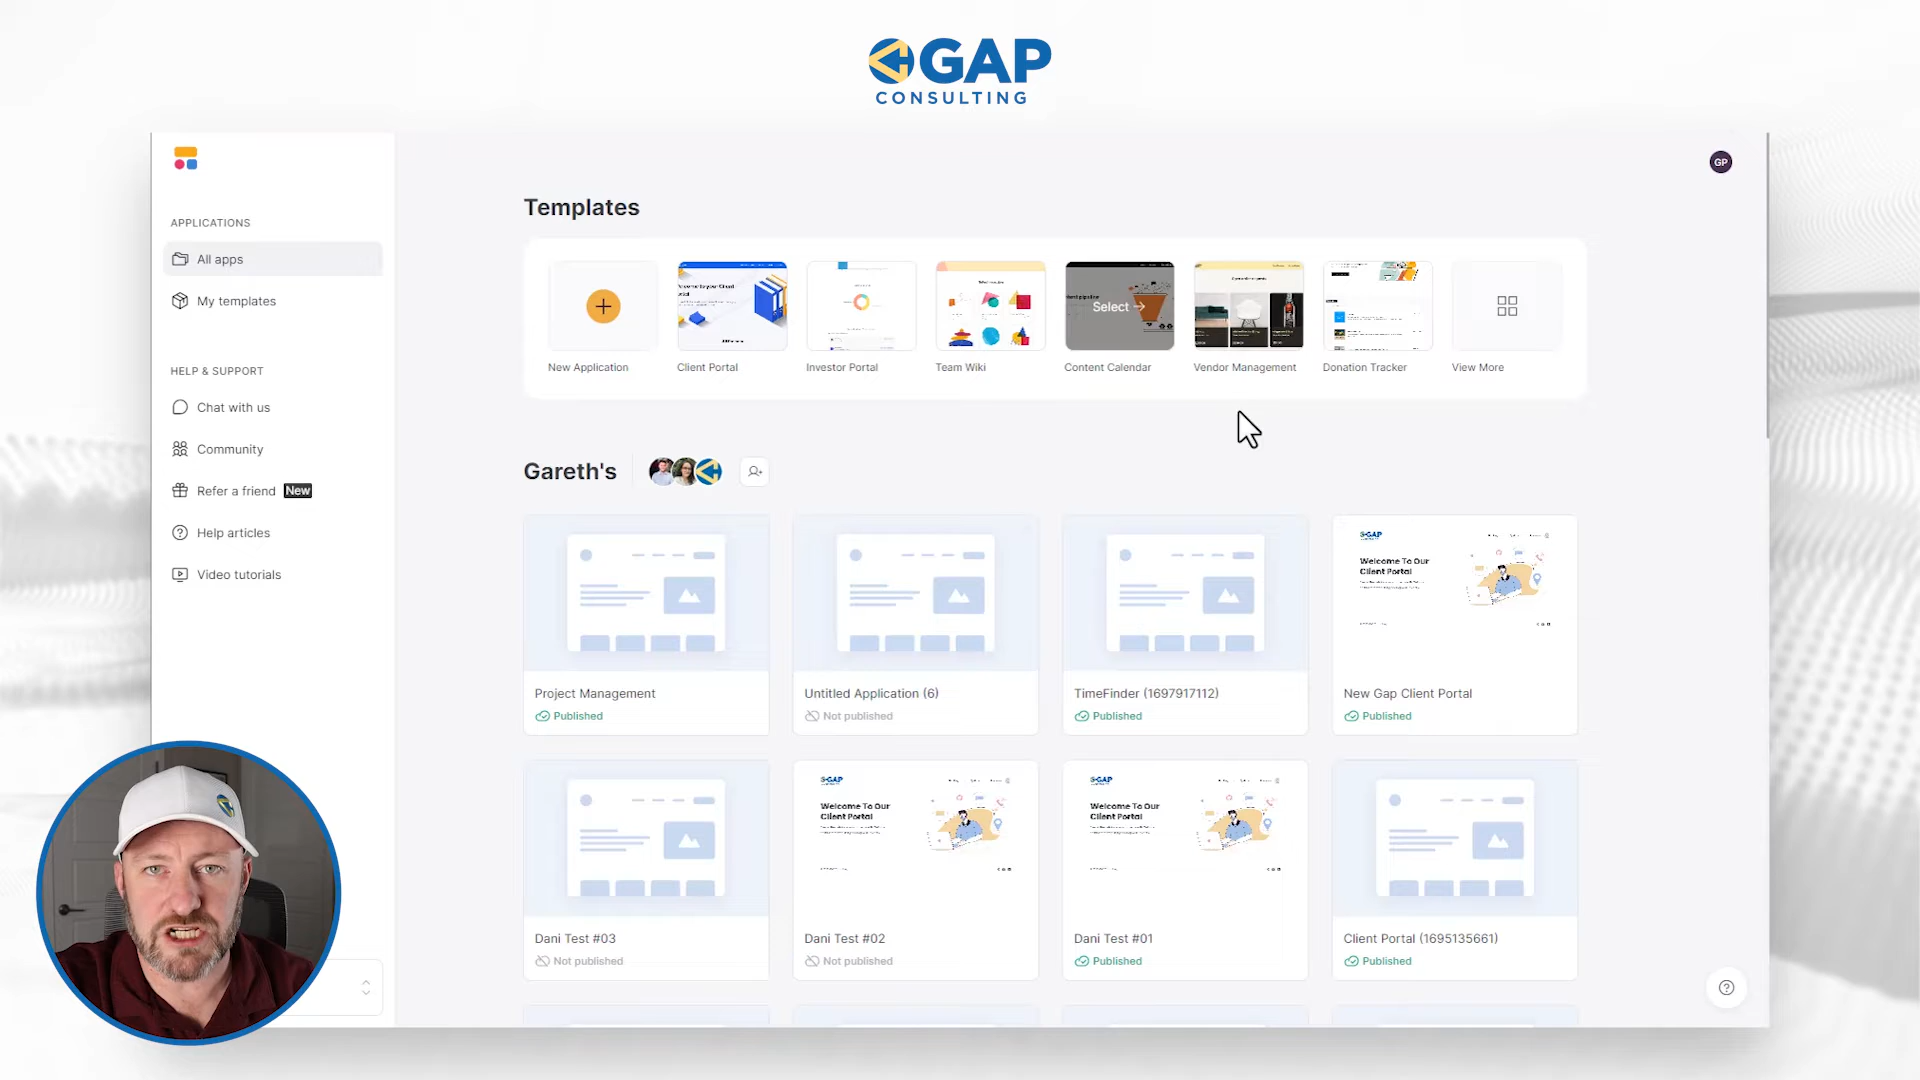 GAP
CONSULTING
GP
APPLICATIONS
All apps
My templates
HELP & SUPPORT
Chat with us
Community
Refer a friend New
Help articles
Video tutorials
Templates
Select →
New Application
Client Portal
Investor Portal
Team Wiki
Content Calendar
Vendor Management
Donation Tracker
View More
Gareth's
GAP
Welcome To Our
Client Portal
Project Management
Published
Untitled Application (6)
Not published
TimeFinder (1697917112)
Published
New Gap Client Portal
Published
GAP
Welcome To Our
Client Portal
GAP
Welcome To Our
Client Portal
Dani Test #03
Not published
Dani Test #02
Not published
Dani Test #01
Published
Client Portal (1695135661)
Published